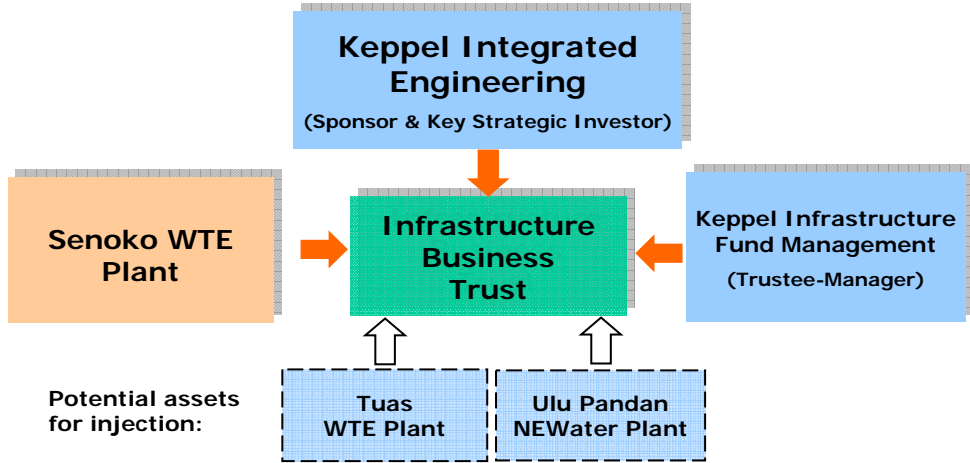 Keppel Integrated
Engineering
(Sponsor & Key Strategic Investor)
Senoko WTE
Plant
Infrastructure
Business
Trust
Keppel Infrastructure
Fund Management
(Trustee-Manager)
Potential assets
for injection:
Tuas
WTE Plant
Ulu Pandan
NEWater Plant